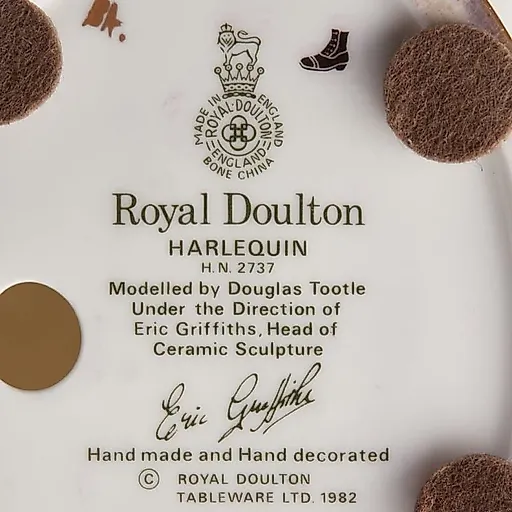 MADE IN ENGLAND
ROYAL·DOULTON
ENGLAND
BONE CHINA
Royal Doulton
HARLEQUIN
H.N. 2737
Modelled by Douglas Tootle
Under the Direction of
Eric Griffiths, Head of
Ceramic Sculpture
Eric Griffiths
Hand made and Hand decorated
© ROYAL DOULTON
TABLEWARE LTD. 1982